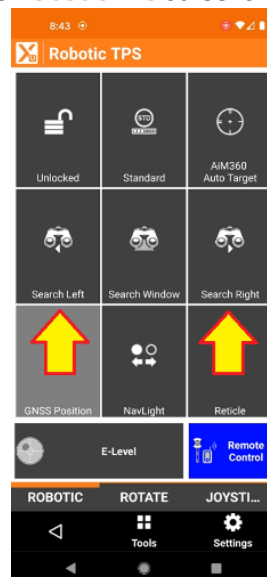 8:43
Robotic TPS
Unlocked
STD
Standard
AiM360
Auto Target
Search Left
Search Window
Search Right
GNSS Position
NavLight
Reticle
E-Level
Remote
Control
ROBOTIC
ROTATE
JOYSTI...
Tools
Settings